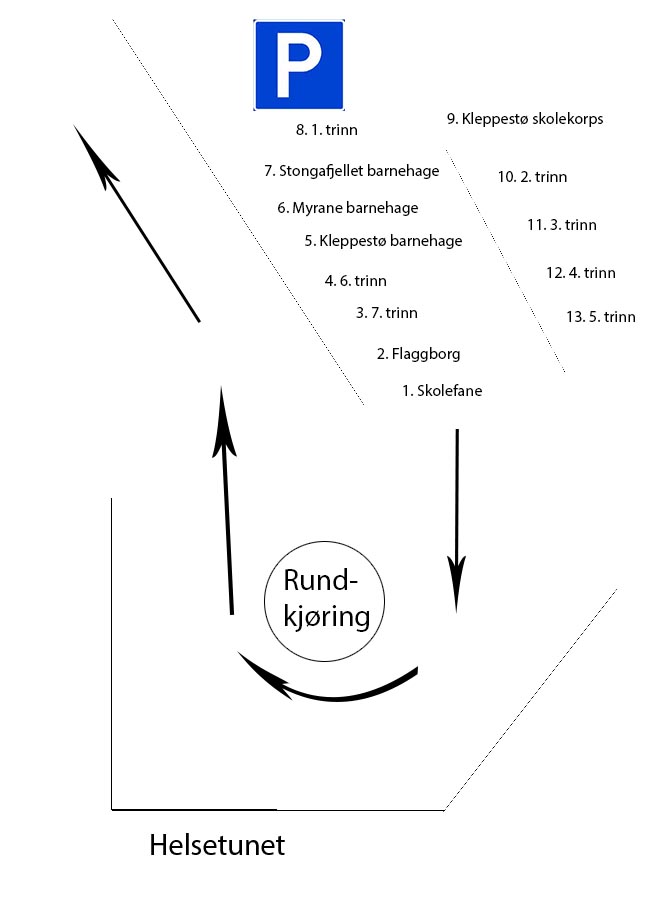 P
8. 1. trinn
9. Kleppestø skolekorps
7. Stongafjellet barnehage
10. 2. trinn
6. Myrane barnehage
11. 3. trinn
5. Kleppestø barnehage
12. 4. trinn
4. 6. trinn
3. 7. trinn
13. 5. trinn
2. Flaggborg
1. Skolefane
Rund-
kjøring
Helsetunet